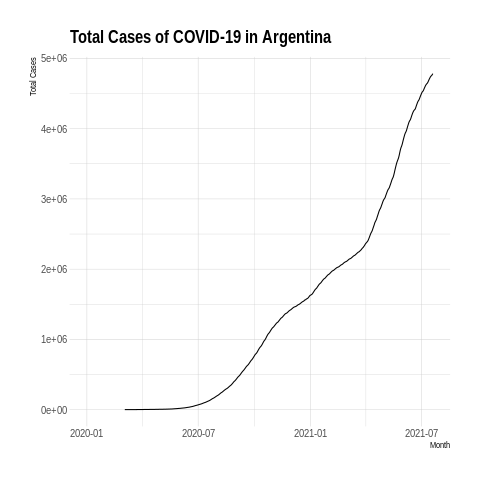 Total Cases of COVID-19 in Argentina
Total Cases
5e+06
4e+06
3e+06
2e+06
1e+06
0e+00
2020-01 2020-07 2021-01 2021-07
Month